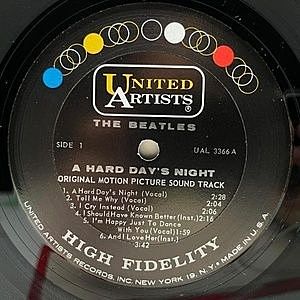 UNITED
ARTISTS
®
THE BEATLES
SIDE 1
UAL 3366 A
A HARD DAY'S NIGHT
ORIGINAL MOTION PICTURE SOUND TRACK
1. A Hard Day's Night (Vocal) 2:28
2. Tell Me Why (Vocal) 2:04
3. I Cry Instead (Vocal) 2:06
4. I Should Have Known Better (Inst.) 2:16
5. I'm Happy Just To Dance
With You (Vocal) 1:59
6. And I Love Her (Inst.)
3:42
HIGH FIDELITY
UNITED ARTISTS RECORDS, INC. NEW YORK 19, N.Y. • MADE IN U.S.A.